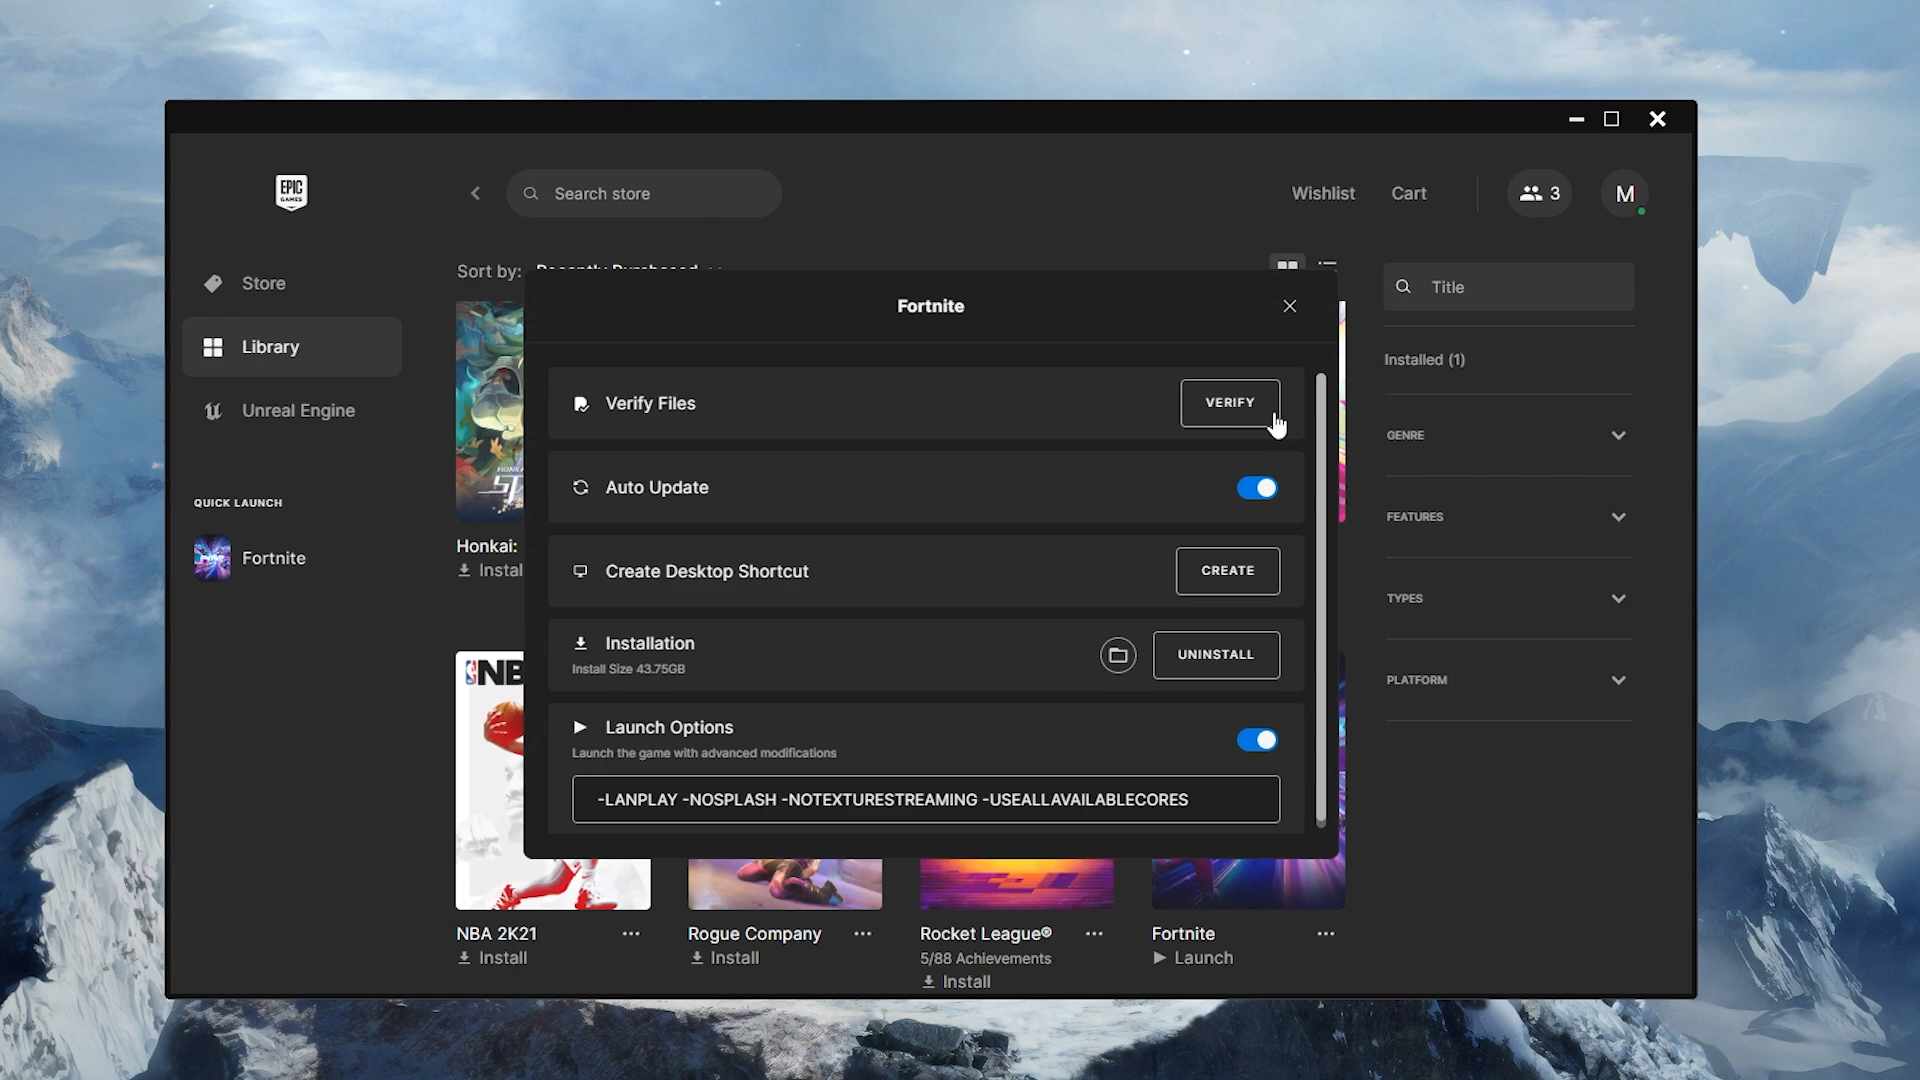 EPIC
GAMES
Search store
Wishlist
Cart
3
M
Store
Library
Unreal Engine
QUICK LAUNCH
Fortnite
Sort by:
Title
Installed (1)
GENRE
FEATURES
TYPES
PLATFORM
Fortnite
Verify Files
VERIFY
Auto Update
Create Desktop Shortcut
CREATE
Installation
Install Size 43.75GB
UNINSTALL
Launch Options
Launch the game with advanced modifications
-LANPLAY -NOSPLASH -NOTEXTURESTREAMING -USEALLAVAILABLECORES
Honkai:
Install
NB
NBA 2K21
Install
Rogue Company
Install
Rocket League®
5/88 Achievements
Install
Fortnite
Launch